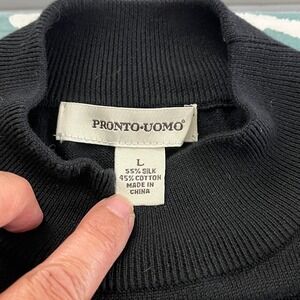 PRONTO·UOMO®
L
55% SILK
45% COTTON
MADE IN
CHINA